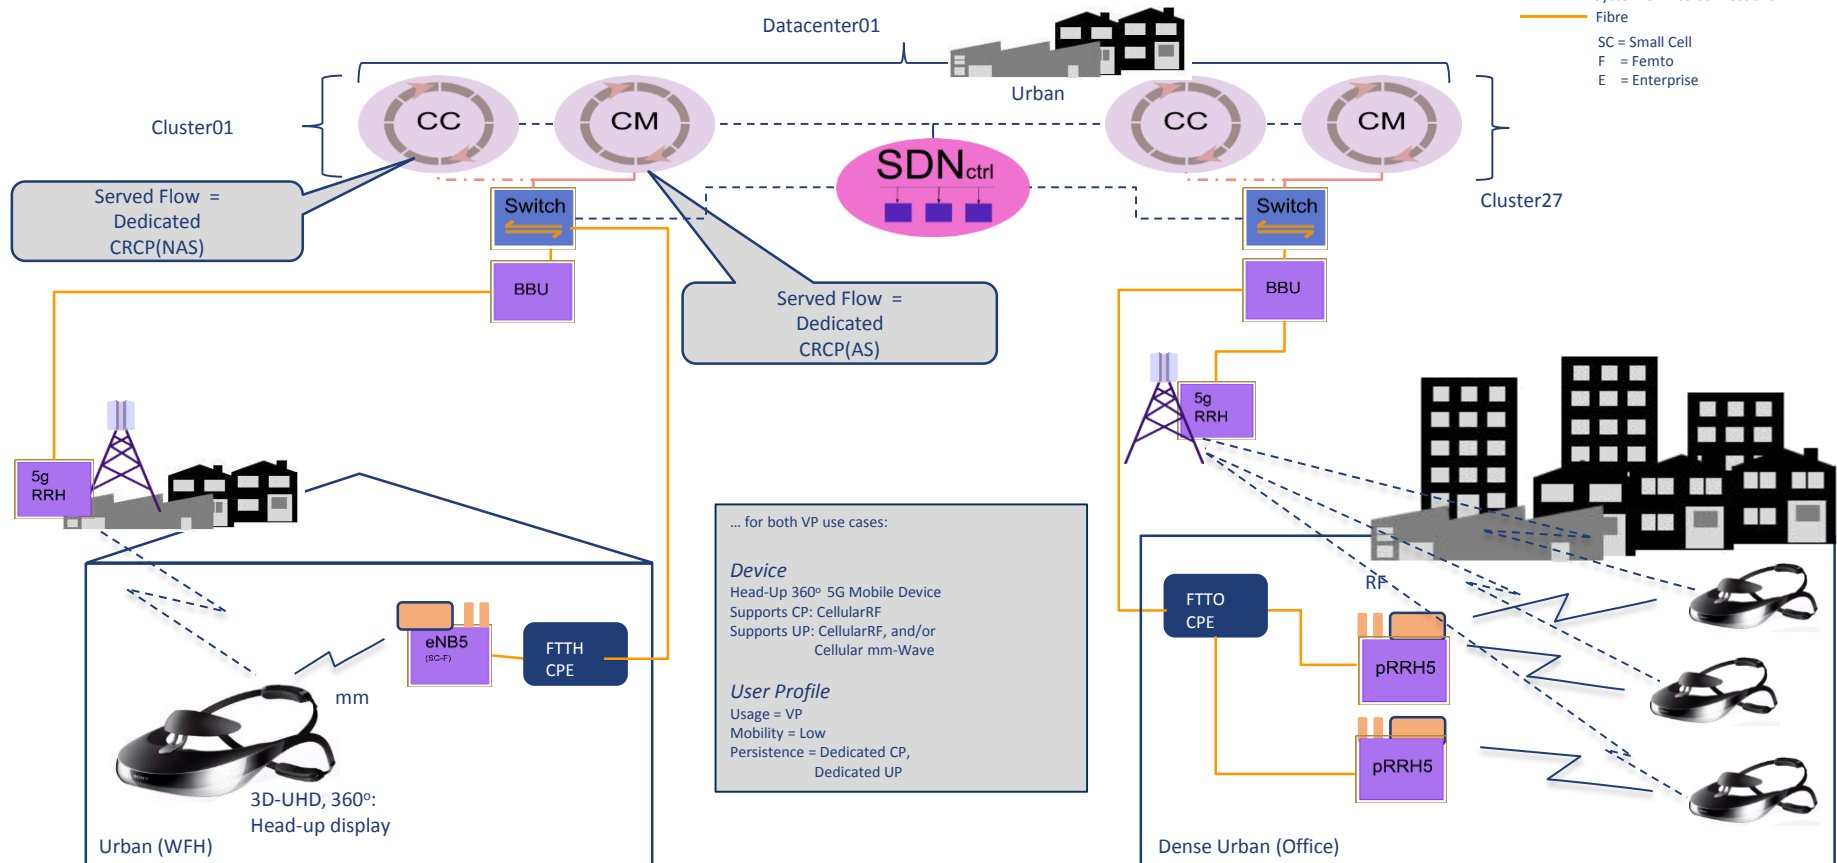 Datacenter01
Fibre
SC = Small Cell
F = Femto
E = Enterprise
Urban
Cluster01
CC
CM
CC
CM
SDNctrl
Cluster27
Served Flow =
Dedicated
CRCP(NAS)
Switch
Switch
BBU
BBU
Served Flow =
Dedicated
CRCP(AS)
5g
RRH
5g
RRH
... for both VP use cases:
Device
Head-Up 360º 5G Mobile Device
Supports CP: CellularRF
Supports UP: CellularRF, and/or
Cellular mm-Wave
User Profile
Usage = VP
Mobility = Low
Persistence = Dedicated CP,
Dedicated UP
RF
FTTO
CPE
eNB5
(SC-F)
FTTH
CPE
mm
pRRH5
pRRH5
SONY
3D-UHD, 360º:
Head-up display
Urban (WFH)
Dense Urban (Office)